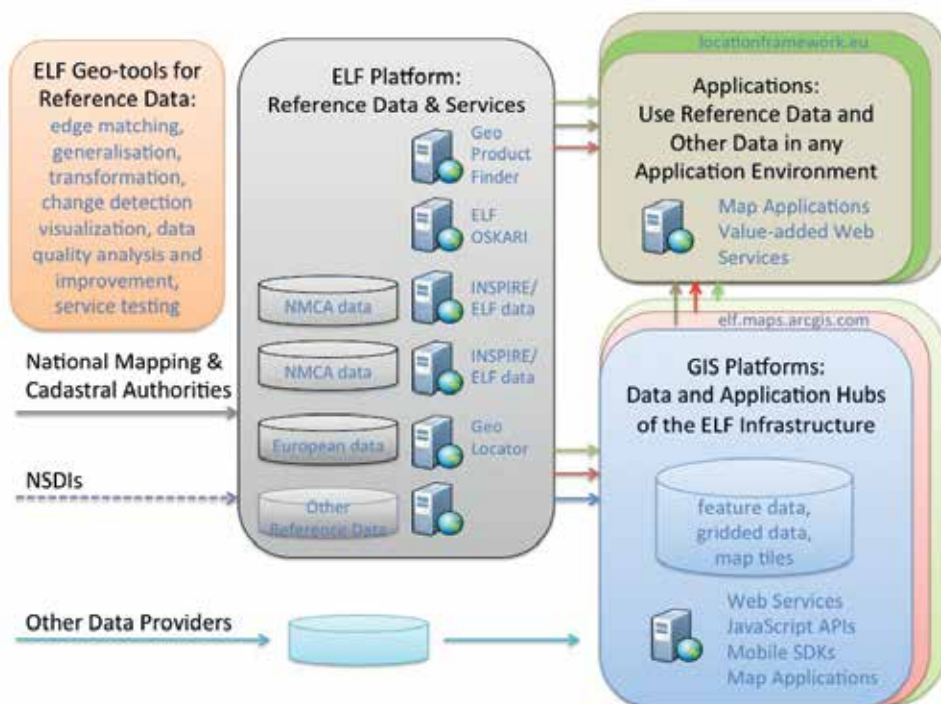 ELF Geo-tools for
Reference Data:
edge matching,
generalisation,
transformation,
change detection
visualization, data
quality analysis and
improvement,
service testing
National Mapping &
Cadastral Authorities
NSDIs
Other Data Providers
ELF Platform:
Reference Data & Services
Geo
Product
Finder
ELF
OSKARI
NMCA data
INSPIRE/
ELF data
NMCA data
INSPIRE/
ELF data
European data
Geo
Locator
Other
Reference Data
locationframework.eu
Applications:
Use Reference Data and
Other Data in any
Application Environment
Map Applications
Value-added Web
Services
elf.maps.arcgis.com
GIS Platforms:
Data and Application Hubs
of the ELF Infrastructure
feature data,
gridded data,
map tiles
Web Services
JavaScript APIs
Mobile SDKs
Map Applications